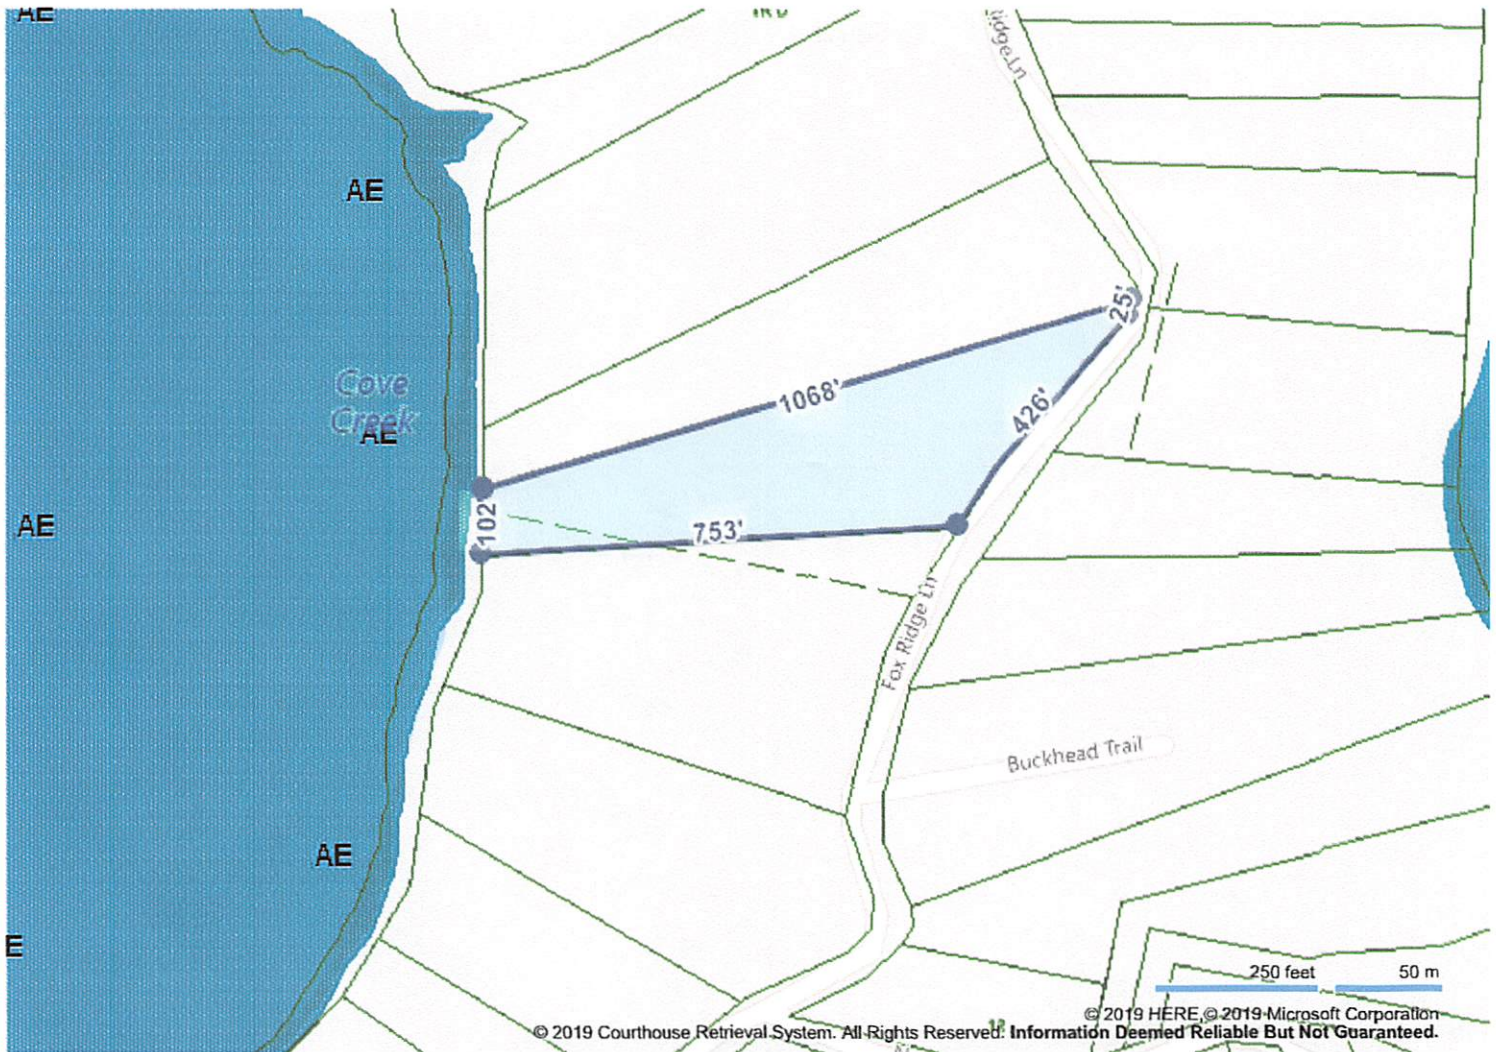 AE
Ridge Ln
AE
25'
Cove
Creek
1068'
426'
AE
AE
102'
753'
Fox Ridge Ln
Buckhead Trail
AE
E
250 feet
50 m
© 2019 HERE, © 2019 Microsoft Corporation
© 2019 Courthouse Retrieval System. All Rights Reserved. Information Deemed Reliable But Not Guaranteed.